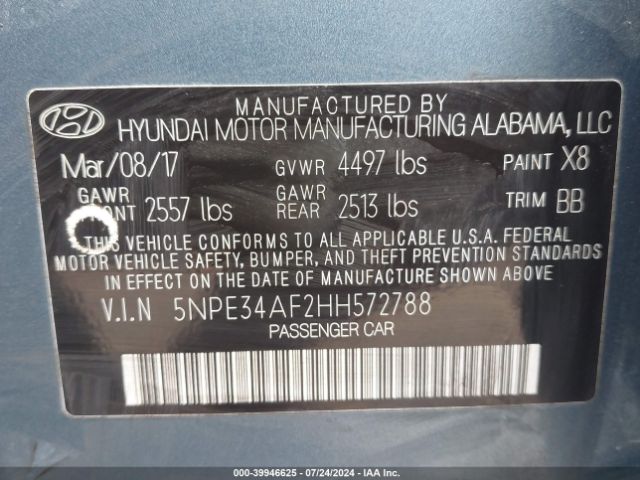 MANUFACTURED BY
HYUNDAI MOTOR MANUFACTURING ALABAMA, LLC
Mar/08/17 GVWR 4497 lbs PAINT X8
GAWR FRONT 2557 lbs GAWR REAR 2513 lbs TRIM BB
THIS VEHICLE CONFORMS TO ALL APPLICABLE U.S.A. FEDERAL
MOTOR VEHICLE SAFETY, BUMPER, AND THEFT PREVENTION STANDARDS
IN EFFECT ON THE DATE OF MANUFACTURE SHOWN ABOVE
V.I.N 5NPE34AF2HH572788
PASSENGER CAR
000-39946625 / 07/24/2024 - IAA Inc.